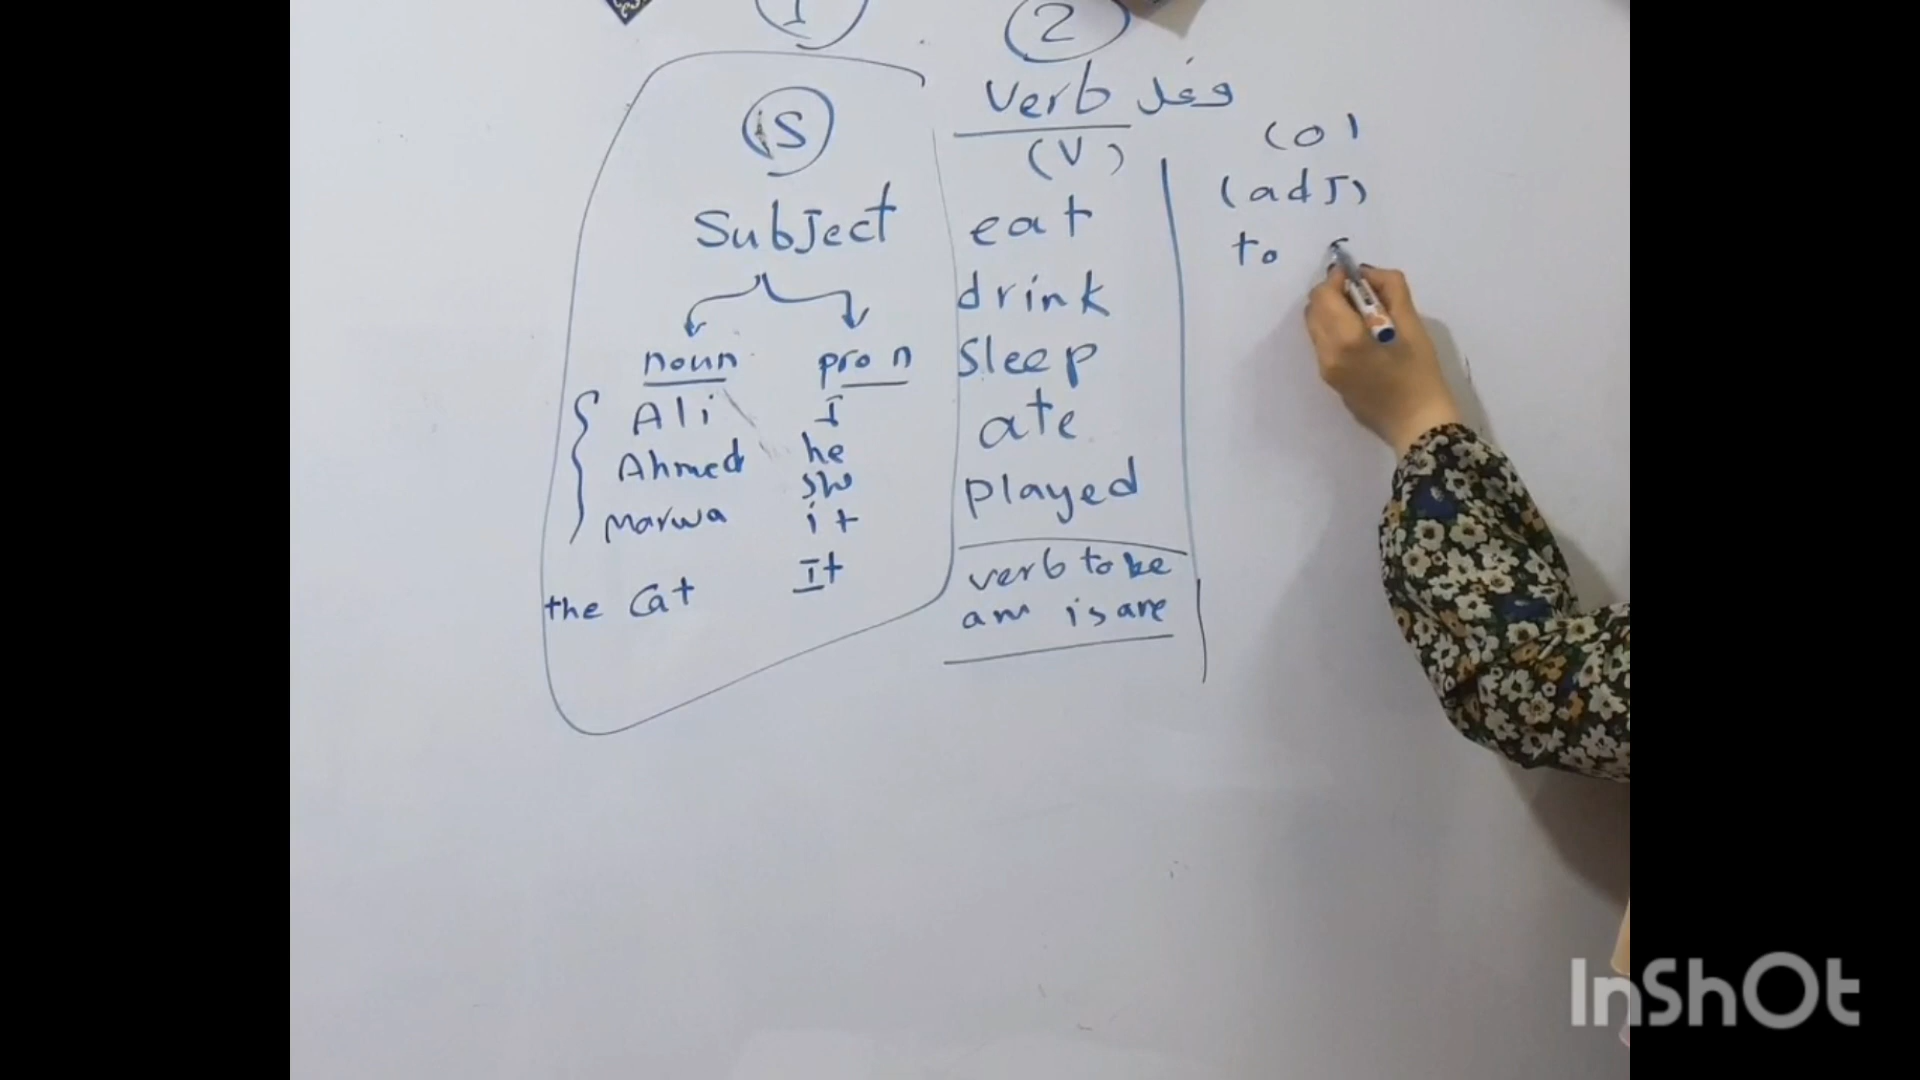 1
2
S
Subject
noun
pro n
Ali
I
Ahmed
he
she
Marwa
it
the Cat
It
Verb فعل
(V)
eat
drink
Sleep
ate
played
verb to be
am is are
(o)
(adJ)
to
InShOt